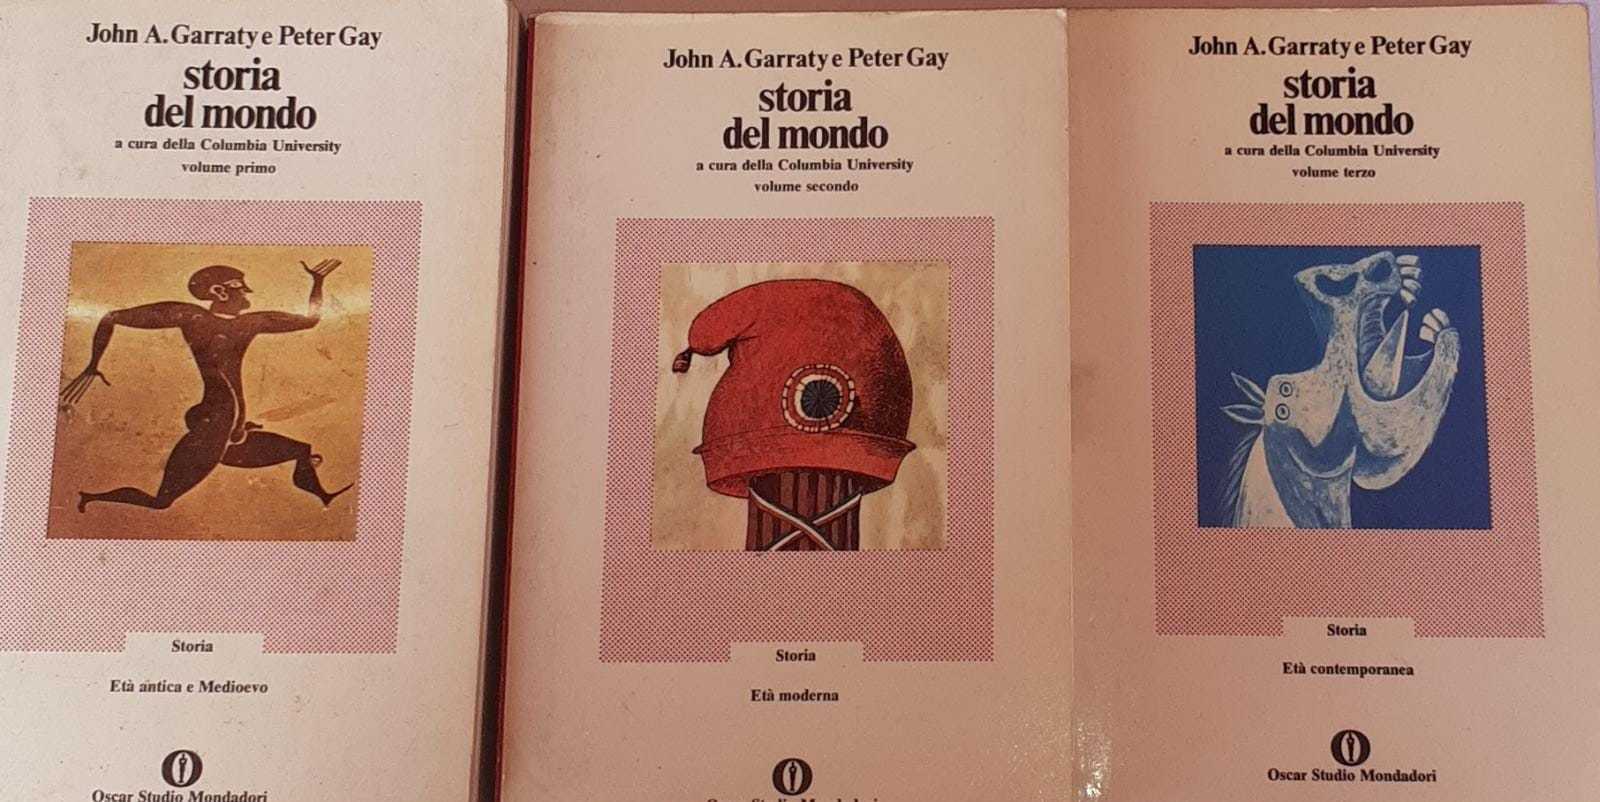 John A. Garraty e Peter Gay
storia
del mondo
a cura della Columbia University
volume primo
Storia
Età antica e Medioevo
Oscar Studio Mondadori
John A. Garraty e Peter Gay
storia
del mondo
a cura della Columbia University
volume secondo
Storia
Età moderna
John A. Garraty e Peter Gay
storia
del mondo
a cura della Columbia University
volume terzo
Storia
Età contemporanea
Oscar Studio Mondadori